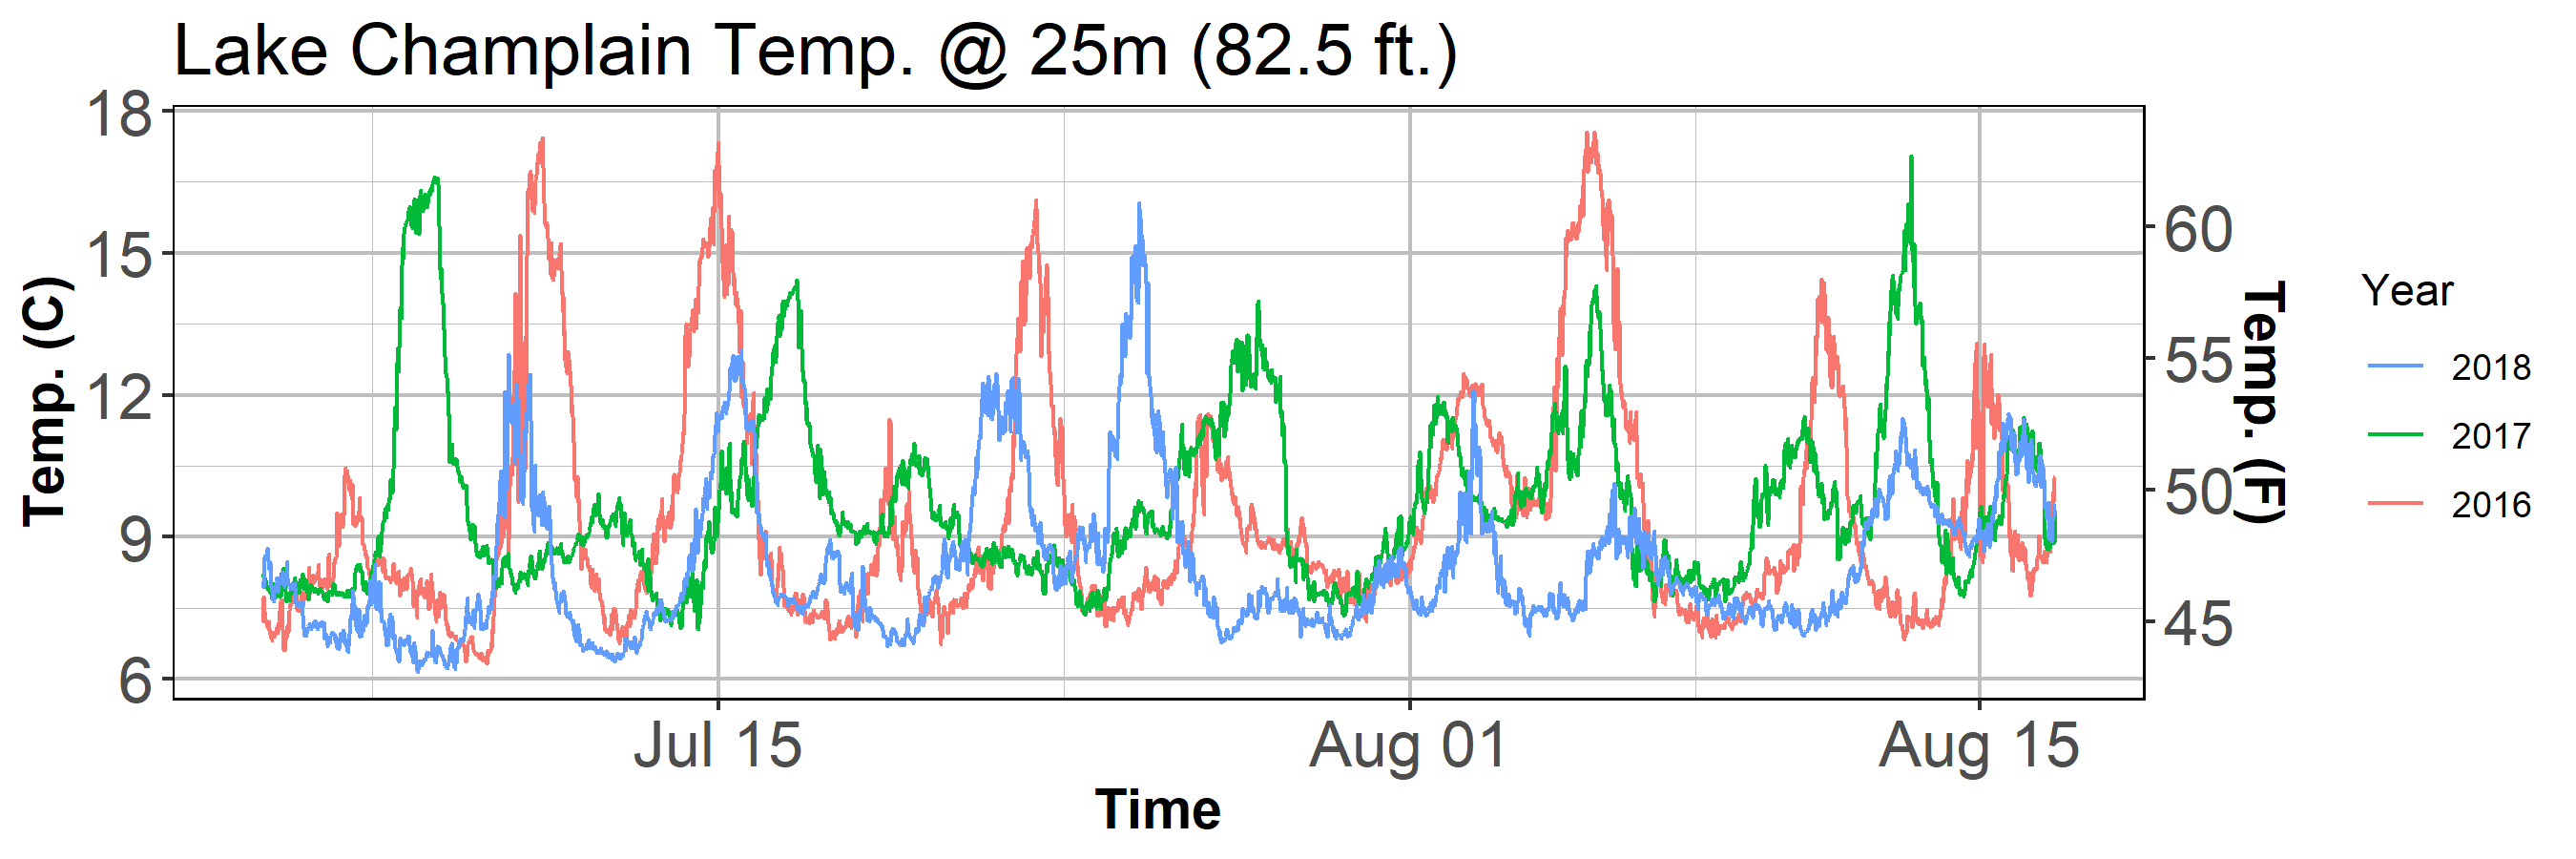 Lake Champlain Temp. @ 25m (82.5 ft.)
Temp. (C)
18
15
12
9
6
60
55
50
45
Temp. (F)
Jul 15
Aug 01
Aug 15
Time
Year
2018
2017
2016